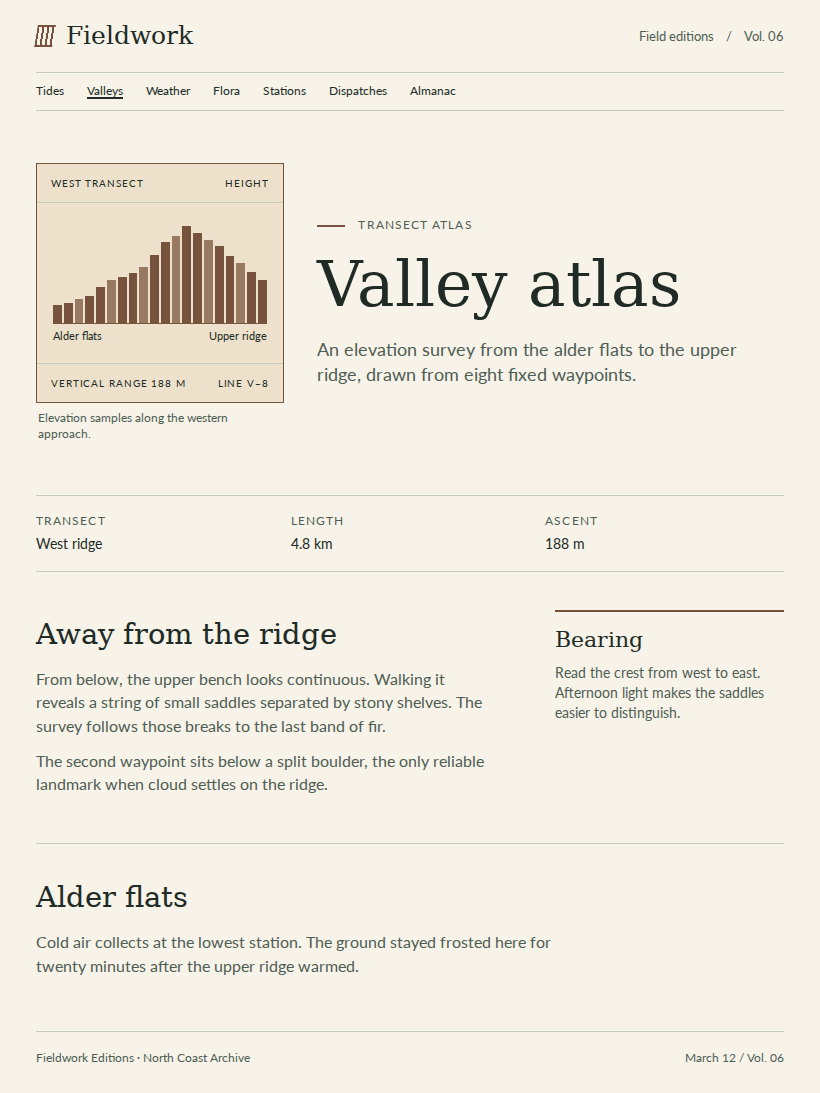 Fieldwork
Field editions / Vol. 06
Tides Valleys Weather Flora Stations Dispatches Almanac
WEST TRANSECT HEIGHT
Alder flats Upper ridge
VERTICAL RANGE 188 M LINE V–8
Elevation samples along the western
approach.
TRANSECT ATLAS
Valley atlas
An elevation survey from the alder flats to the upper
ridge, drawn from eight fixed waypoints.
TRANSECT
West ridge
LENGTH
4.8 km
ASCENT
188 m
Away from the ridge
From below, the upper bench looks continuous. Walking it
reveals a string of small saddles separated by stony shelves. The
survey follows those breaks to the last band of fir.
The second waypoint sits below a split boulder, the only reliable
landmark when cloud settles on the ridge.
Bearing
Read the crest from west to east.
Afternoon light makes the saddles
easier to distinguish.
Alder flats
Cold air collects at the lowest station. The ground stayed frosted here for
twenty minutes after the upper ridge warmed.
Fieldwork Editions · North Coast Archive
March 12 / Vol. 06